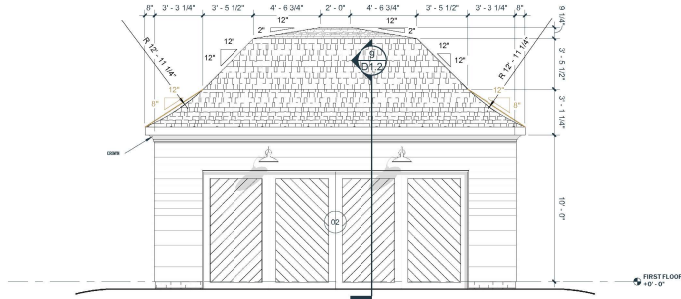 8" 3' - 3 1/4" 3' - 5 1/2" 4' - 6 3/4" 2' - 0" 4' - 6 3/4" 3' - 5 1/2" 3' - 3 1/4" 8"
9 1/4"
12" 12"
2" 2"
R 12' - 11 1/4" R 12' - 11 1/4"
12' 12'
12" 12"
9
D1.2
3' - 5 1/2"
12" 12"
8" 8"
3' - 1 1/4"
10' - 0"
02
FIRST FLOOR
+0' - 0"